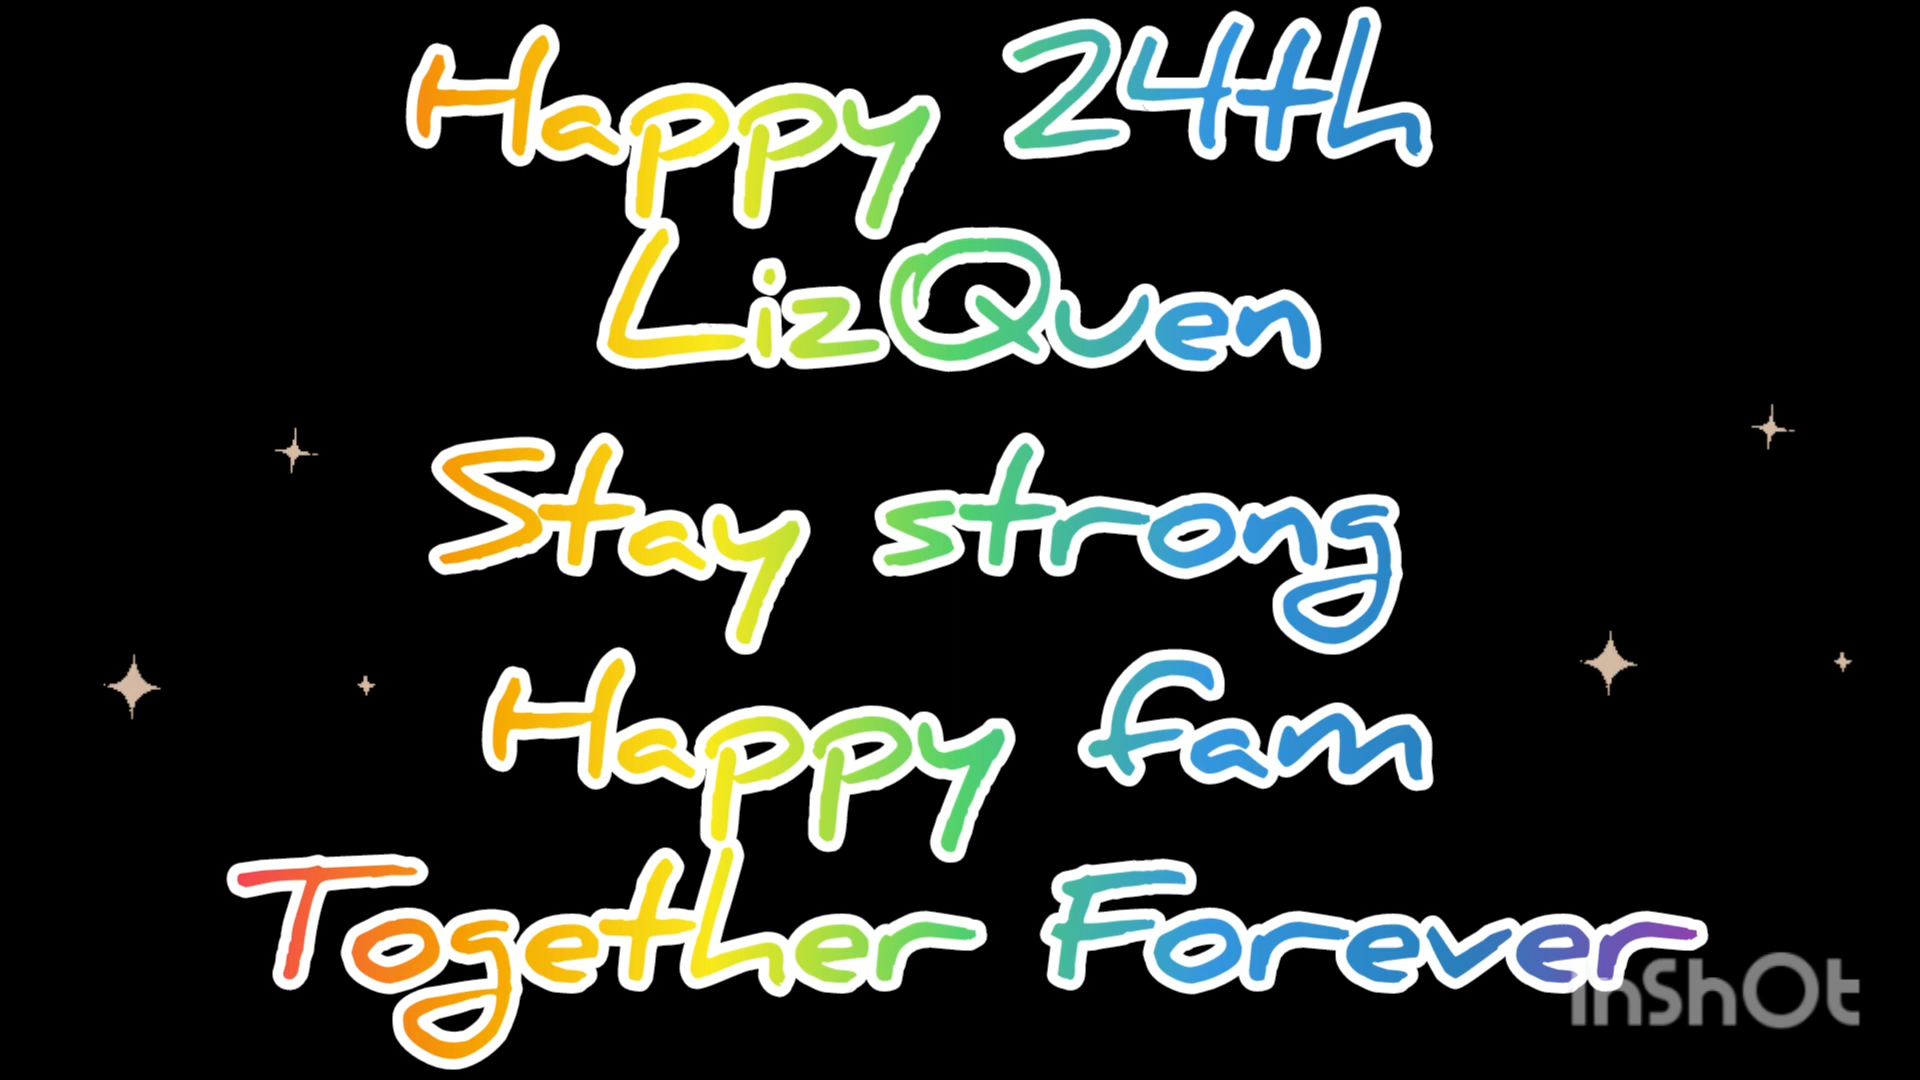 Happy 24th
LizQuen
Stay strong
Happy fam
Together Forever
InShOt